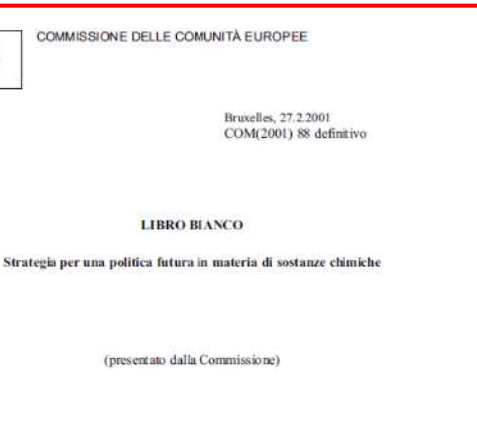 COMMISSIONE DELLE COMUNITÀ EUROPEE
Bruxelles, 27.2.2001
COM(2001) 88 definitivo
LIBRO BIANCO
Strategia per una politica futura in materia di sostanze chimiche
(presentato dalla Commissione)